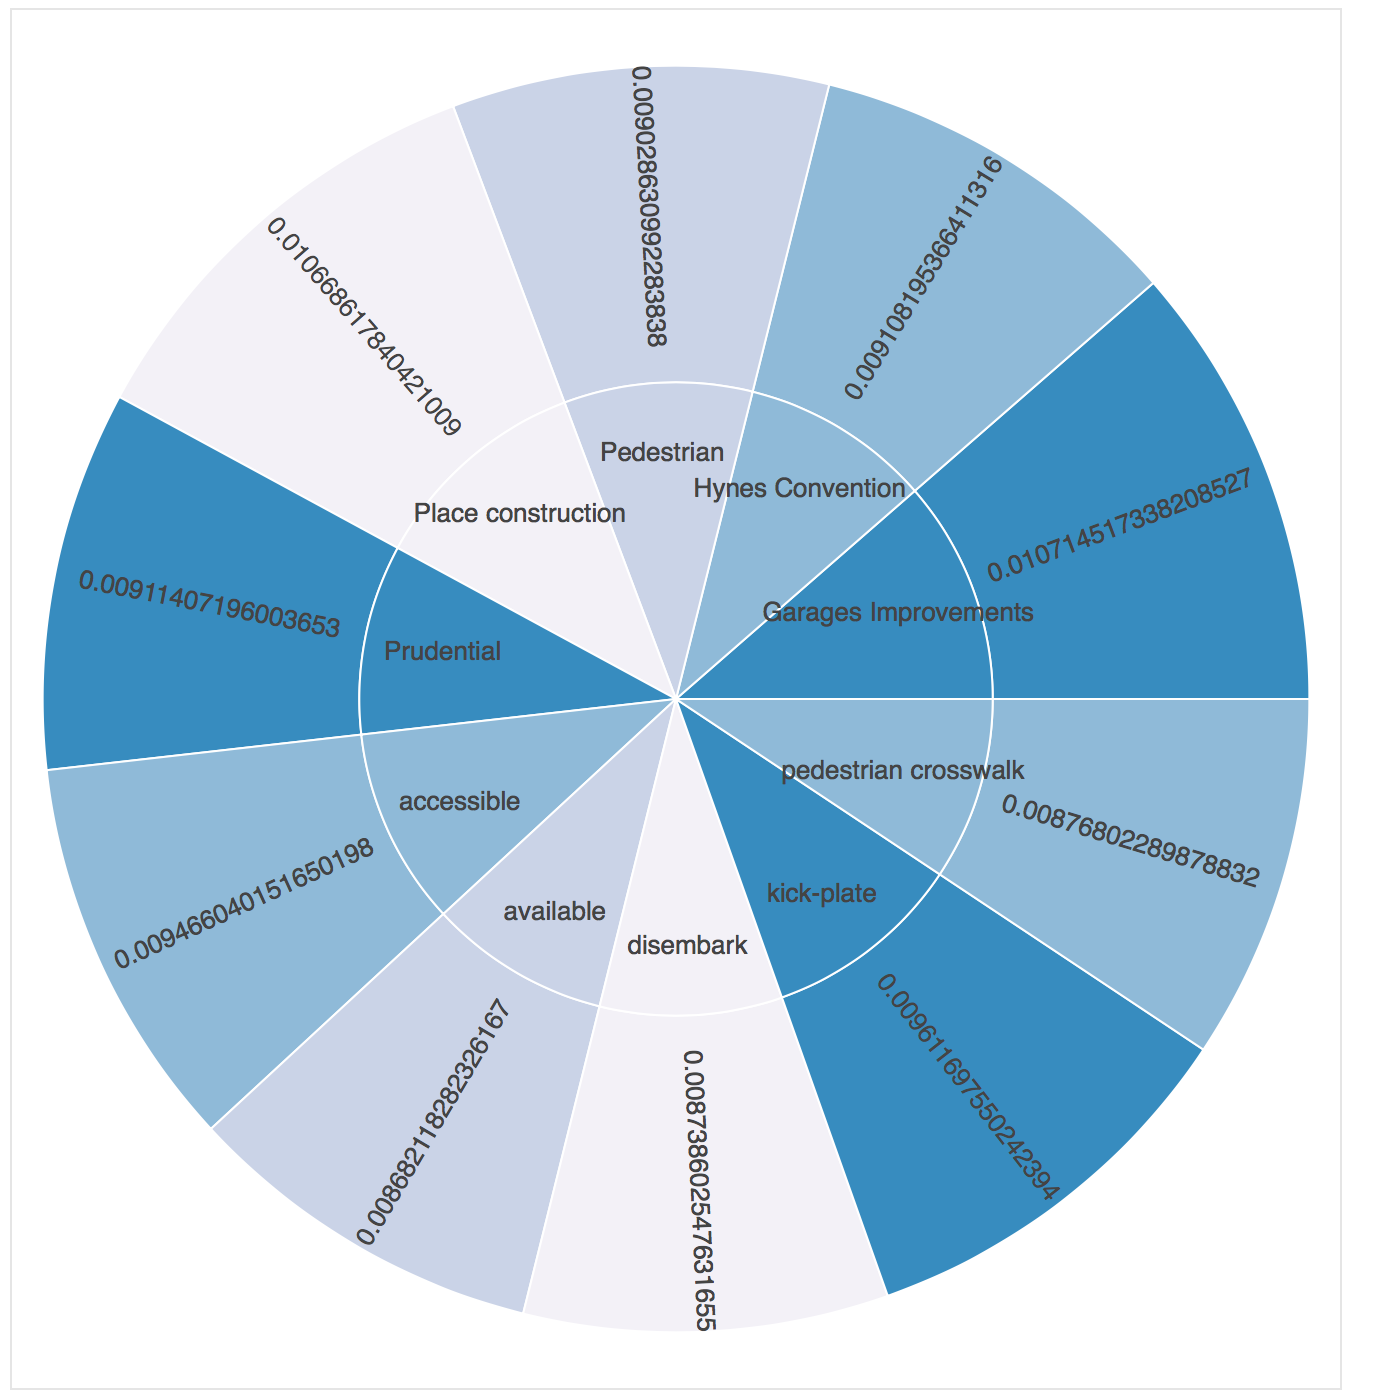 0.009028630992283838
0.009108195366411316
0.010668617840421009
Pedestrian
Hynes Convention
0.010714517338208527
Place construction
0.00911407196003653
Garages Improvements
Prudential
pedestrian crosswalk
0.00876802289878832
accessible
0.009466040151650198
kick-plate
available
disembark
0.009611697550242394
0.008682118282326167
0.008738602547631655